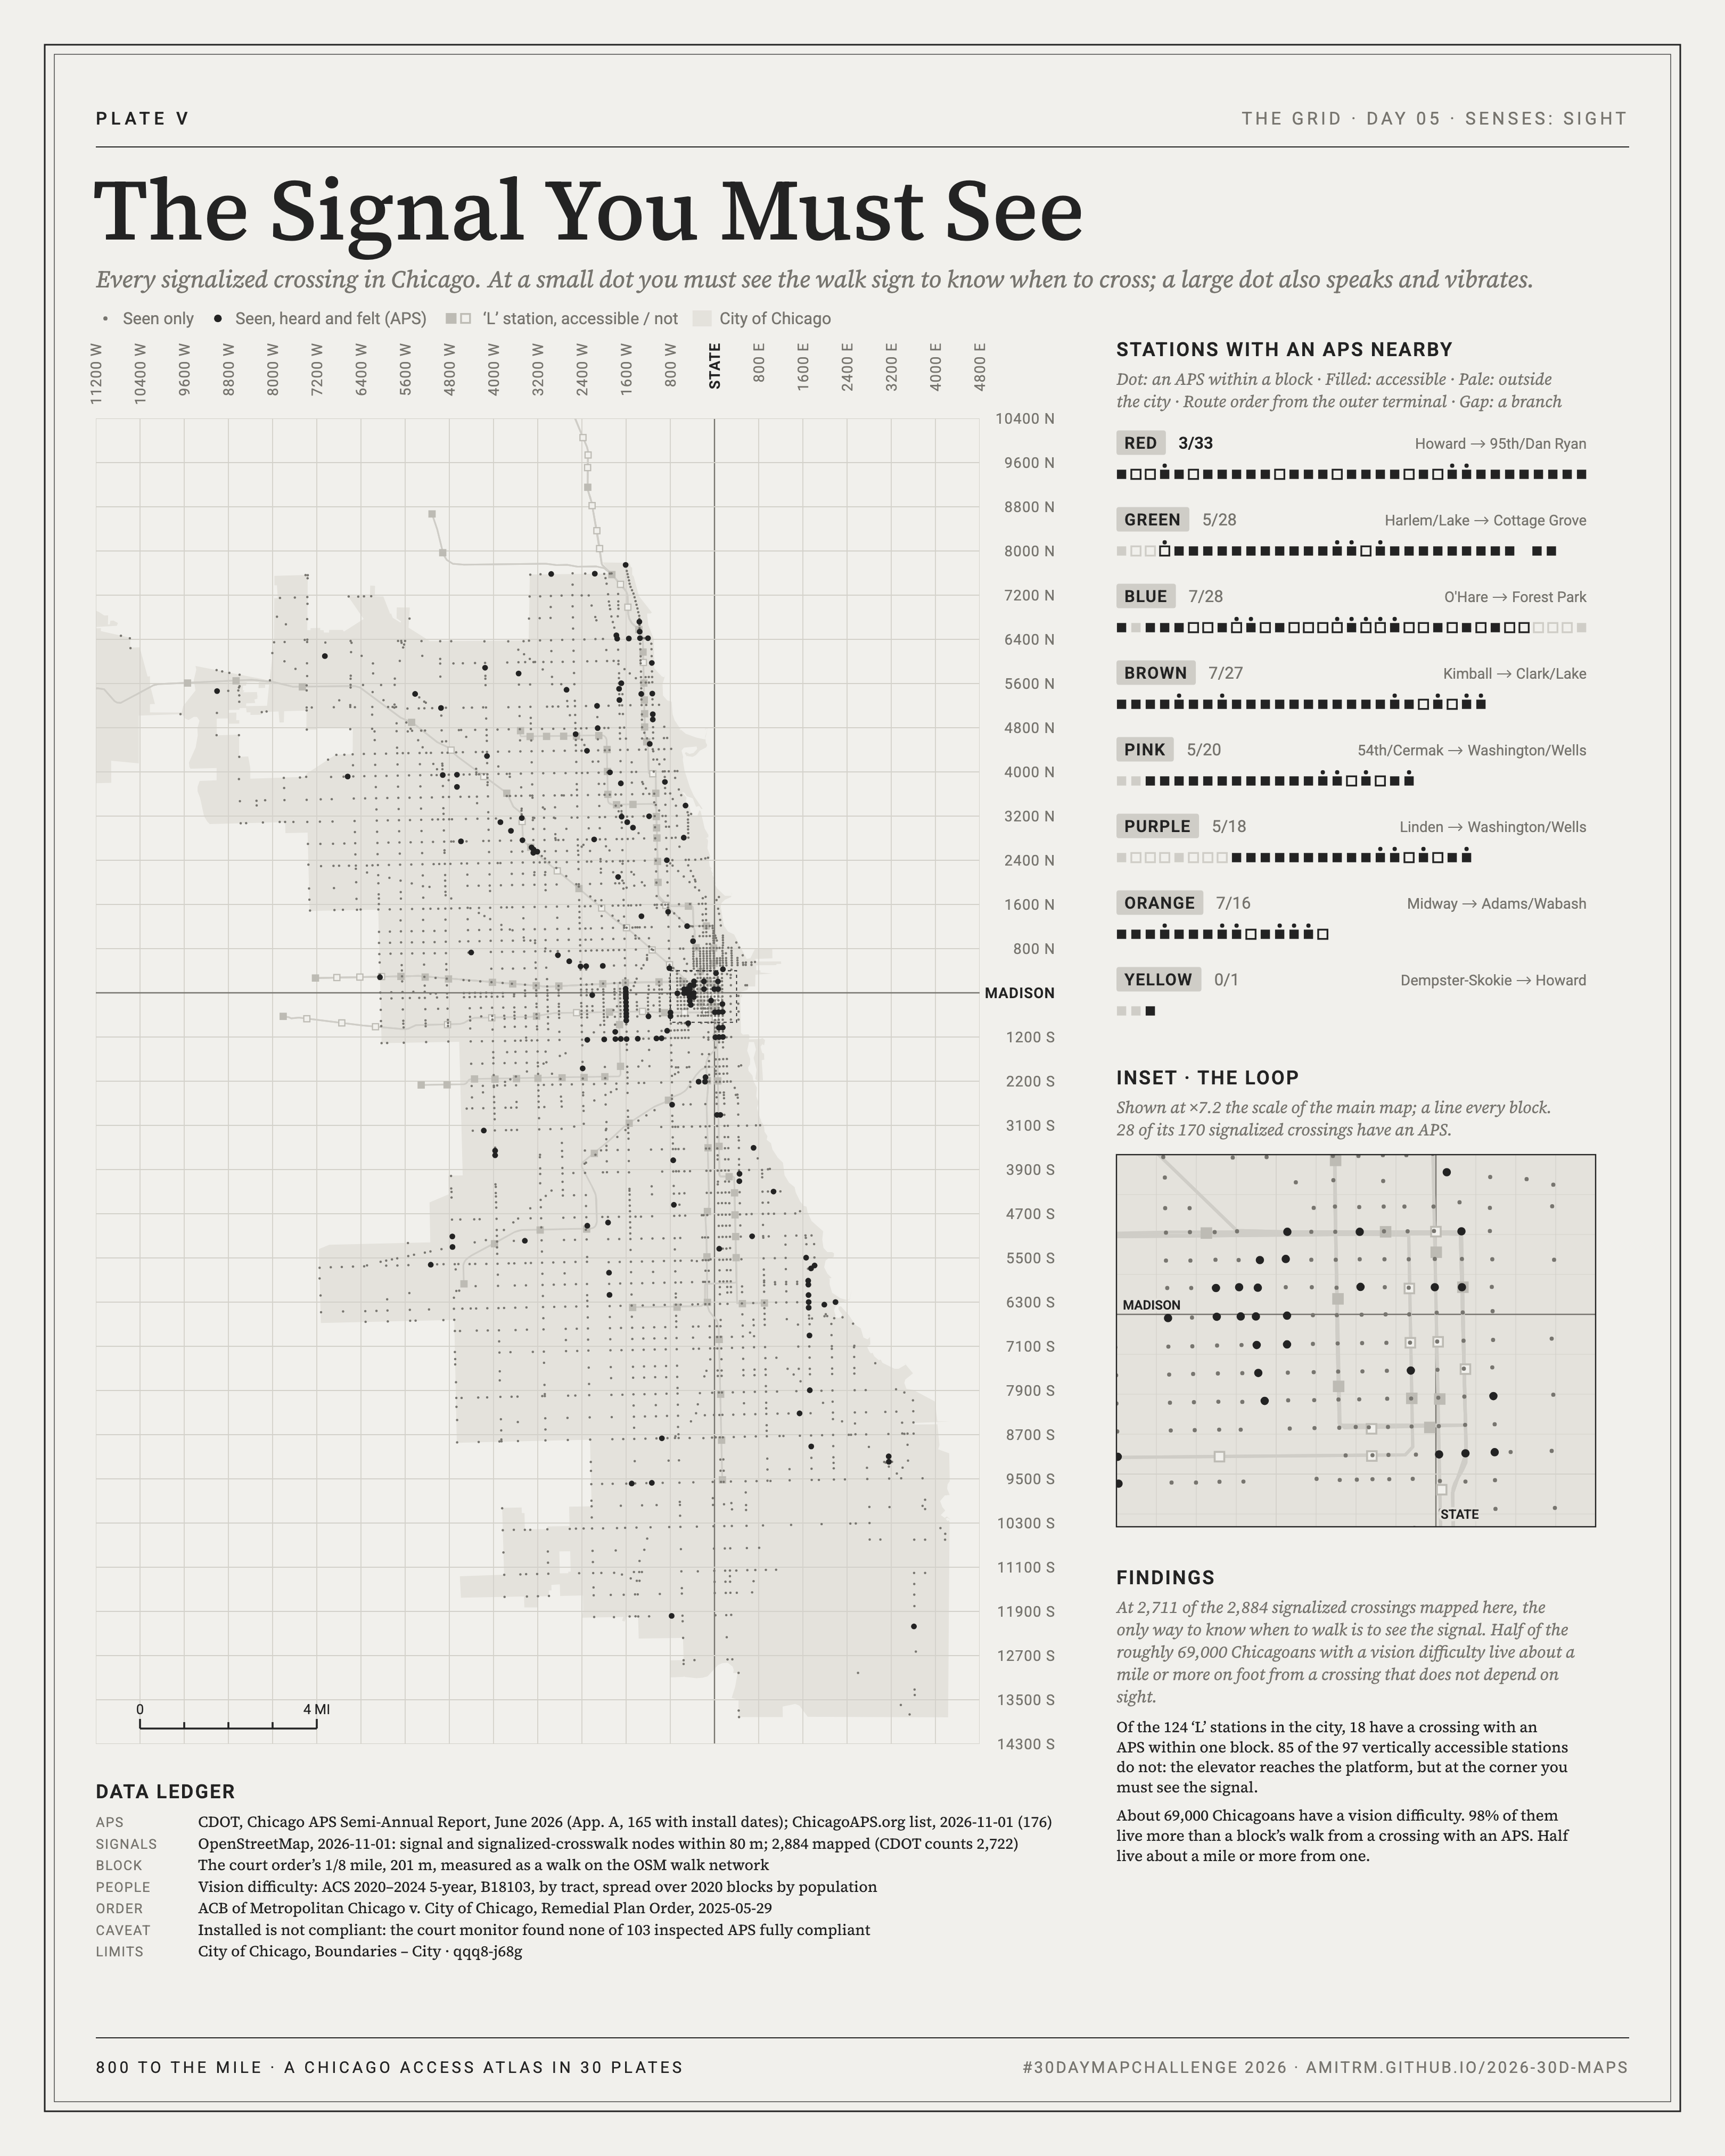 PLATE V
THE GRID · DAY 05 · SENSES: SIGHT
The Signal You Must See
Every signalized crossing in Chicago. At a small dot you must see the walk sign to know when to cross; a large dot also speaks and vibrates.
Seen only
Seen, heard and felt (APS)
‘L’ station, accessible / not
City of Chicago
11200 W
10400 W
9600 W
8800 W
8000 W
7200 W
6400 W
5600 W
4800 W
4000 W
3200 W
2400 W
1600 W
800 W
STATE
800 E
1600 E
2400 E
3200 E
4000 E
4800 E
10400 N
9600 N
8800 N
8000 N
7200 N
6400 N
5600 N
4800 N
4000 N
3200 N
2400 N
1600 N
800 N
MADISON
1200 S
2200 S
3100 S
3900 S
4700 S
5500 S
6300 S
7100 S
7900 S
8700 S
9500 S
10300 S
11100 S
11900 S
12700 S
13500 S
14300 S
0
4 MI
STATIONS WITH AN APS NEARBY
Dot: an APS within a block · Filled: accessible · Pale: outside
the city · Route order from the outer terminal · Gap: a branch
RED 3/33 Howard → 95th/Dan Ryan
GREEN 5/28 Harlem/Lake → Cottage Grove
BLUE 7/28 O'Hare → Forest Park
BROWN 7/27 Kimball → Clark/Lake
PINK 5/20 54th/Cermak → Washington/Wells
PURPLE 5/18 Linden → Washington/Wells
ORANGE 7/16 Midway → Adams/Wabash
YELLOW 0/1 Dempster-Skokie → Howard
INSET · THE LOOP
Shown at ×7.2 the scale of the main map; a line every block.
28 of its 170 signalized crossings have an APS.
MADISON
STATE
FINDINGS
At 2,711 of the 2,884 signalized crossings mapped here, the
only way to know when to walk is to see the signal. Half of the
roughly 69,000 Chicagoans with a vision difficulty live about a
mile or more on foot from a crossing that does not depend on
sight.
Of the 124 ‘L’ stations in the city, 18 have a crossing with an
APS within one block. 85 of the 97 vertically accessible stations
do not: the elevator reaches the platform, but at the corner you
must see the signal.
About 69,000 Chicagoans have a vision difficulty. 98% of them
live more than a block’s walk from a crossing with an APS. Half
live about a mile or more from one.
DATA LEDGER
APS CDOT, Chicago APS Semi-Annual Report, June 2026 (App. A, 165 with install dates); ChicagoAPS.org list, 2026-11-01 (176)
SIGNALS OpenStreetMap, 2026-11-01: signal and signalized-crosswalk nodes within 80 m; 2,884 mapped (CDOT counts 2,722)
BLOCK The court order’s 1/8 mile, 201 m, measured as a walk on the OSM walk network
PEOPLE Vision difficulty: ACS 2020–2024 5-year, B18103, by tract, spread over 2020 blocks by population
ORDER ACB of Metropolitan Chicago v. City of Chicago, Remedial Plan Order, 2025-05-29
CAVEAT Installed is not compliant: the court monitor found none of 103 inspected APS fully compliant
LIMITS City of Chicago, Boundaries – City · qqq8-j68g
800 TO THE MILE · A CHICAGO ACCESS ATLAS IN 30 PLATES
#30DAYMAPCHALLENGE 2026 · AMITRM.GITHUB.IO/2026-30D-MAPS